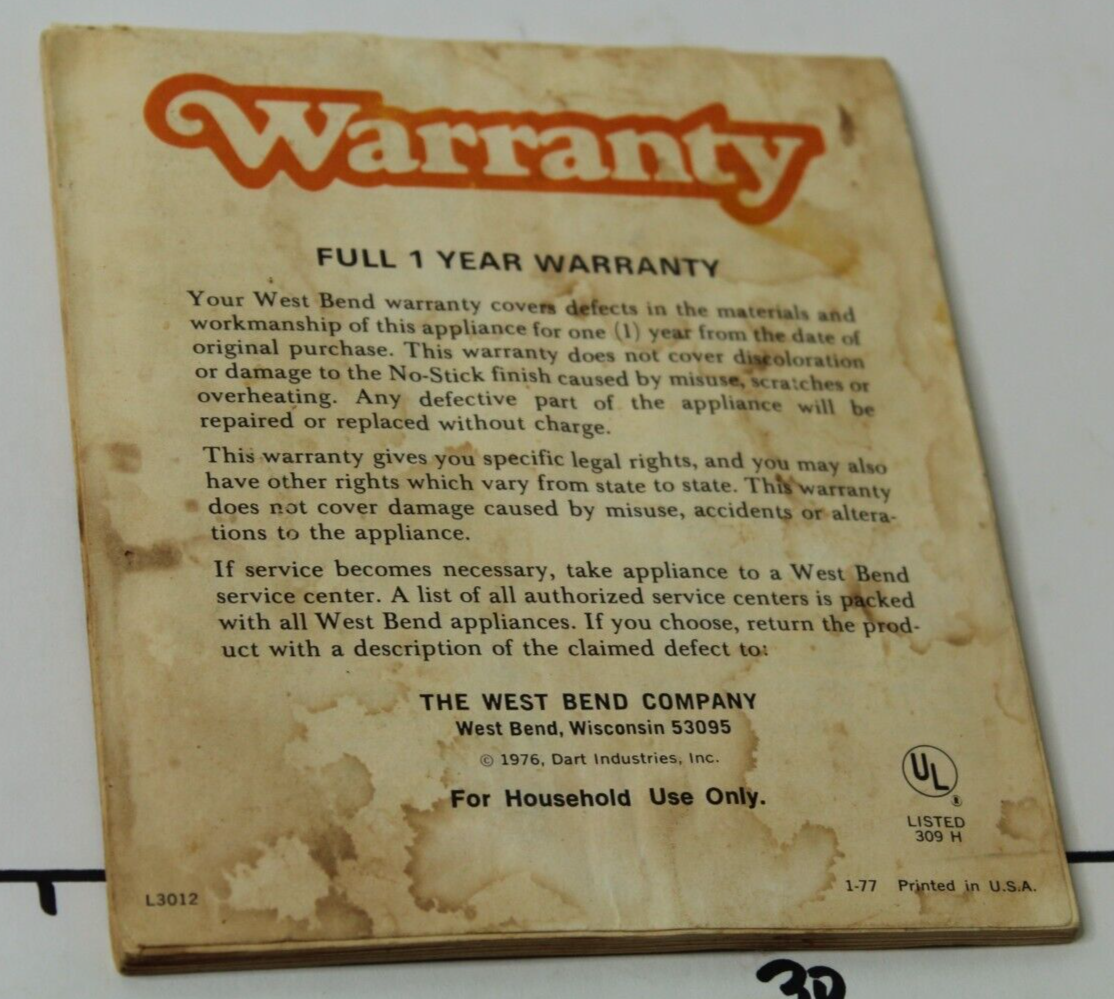 Warranty
FULL 1 YEAR WARRANTY
Your West Bend warranty covers defects in the materials and
workmanship of this appliance for one (1) year from the date of
original purchase. This warranty does not cover discoloration
or damage to the No-Stick finish caused by misuse, scratches or
overheating. Any defective part of the appliance will be
repaired or replaced without charge.
This warranty gives you specific legal rights, and you may also
have other rights which vary from state to state. This warranty
does not cover damage caused by misuse, accidents or altera-
tions to the appliance.
If service becomes necessary, take appliance to a West Bend
service center. A list of all authorized service centers is packed
with all West Bend appliances. If you choose, return the prod-
uct with a description of the claimed defect to:
THE WEST BEND COMPANY
West Bend, Wisconsin 53095
© 1976, Dart Industries, Inc.
For Household Use Only.
UL
®
LISTED
309 H
L3012
1-77 Printed in U.S.A.